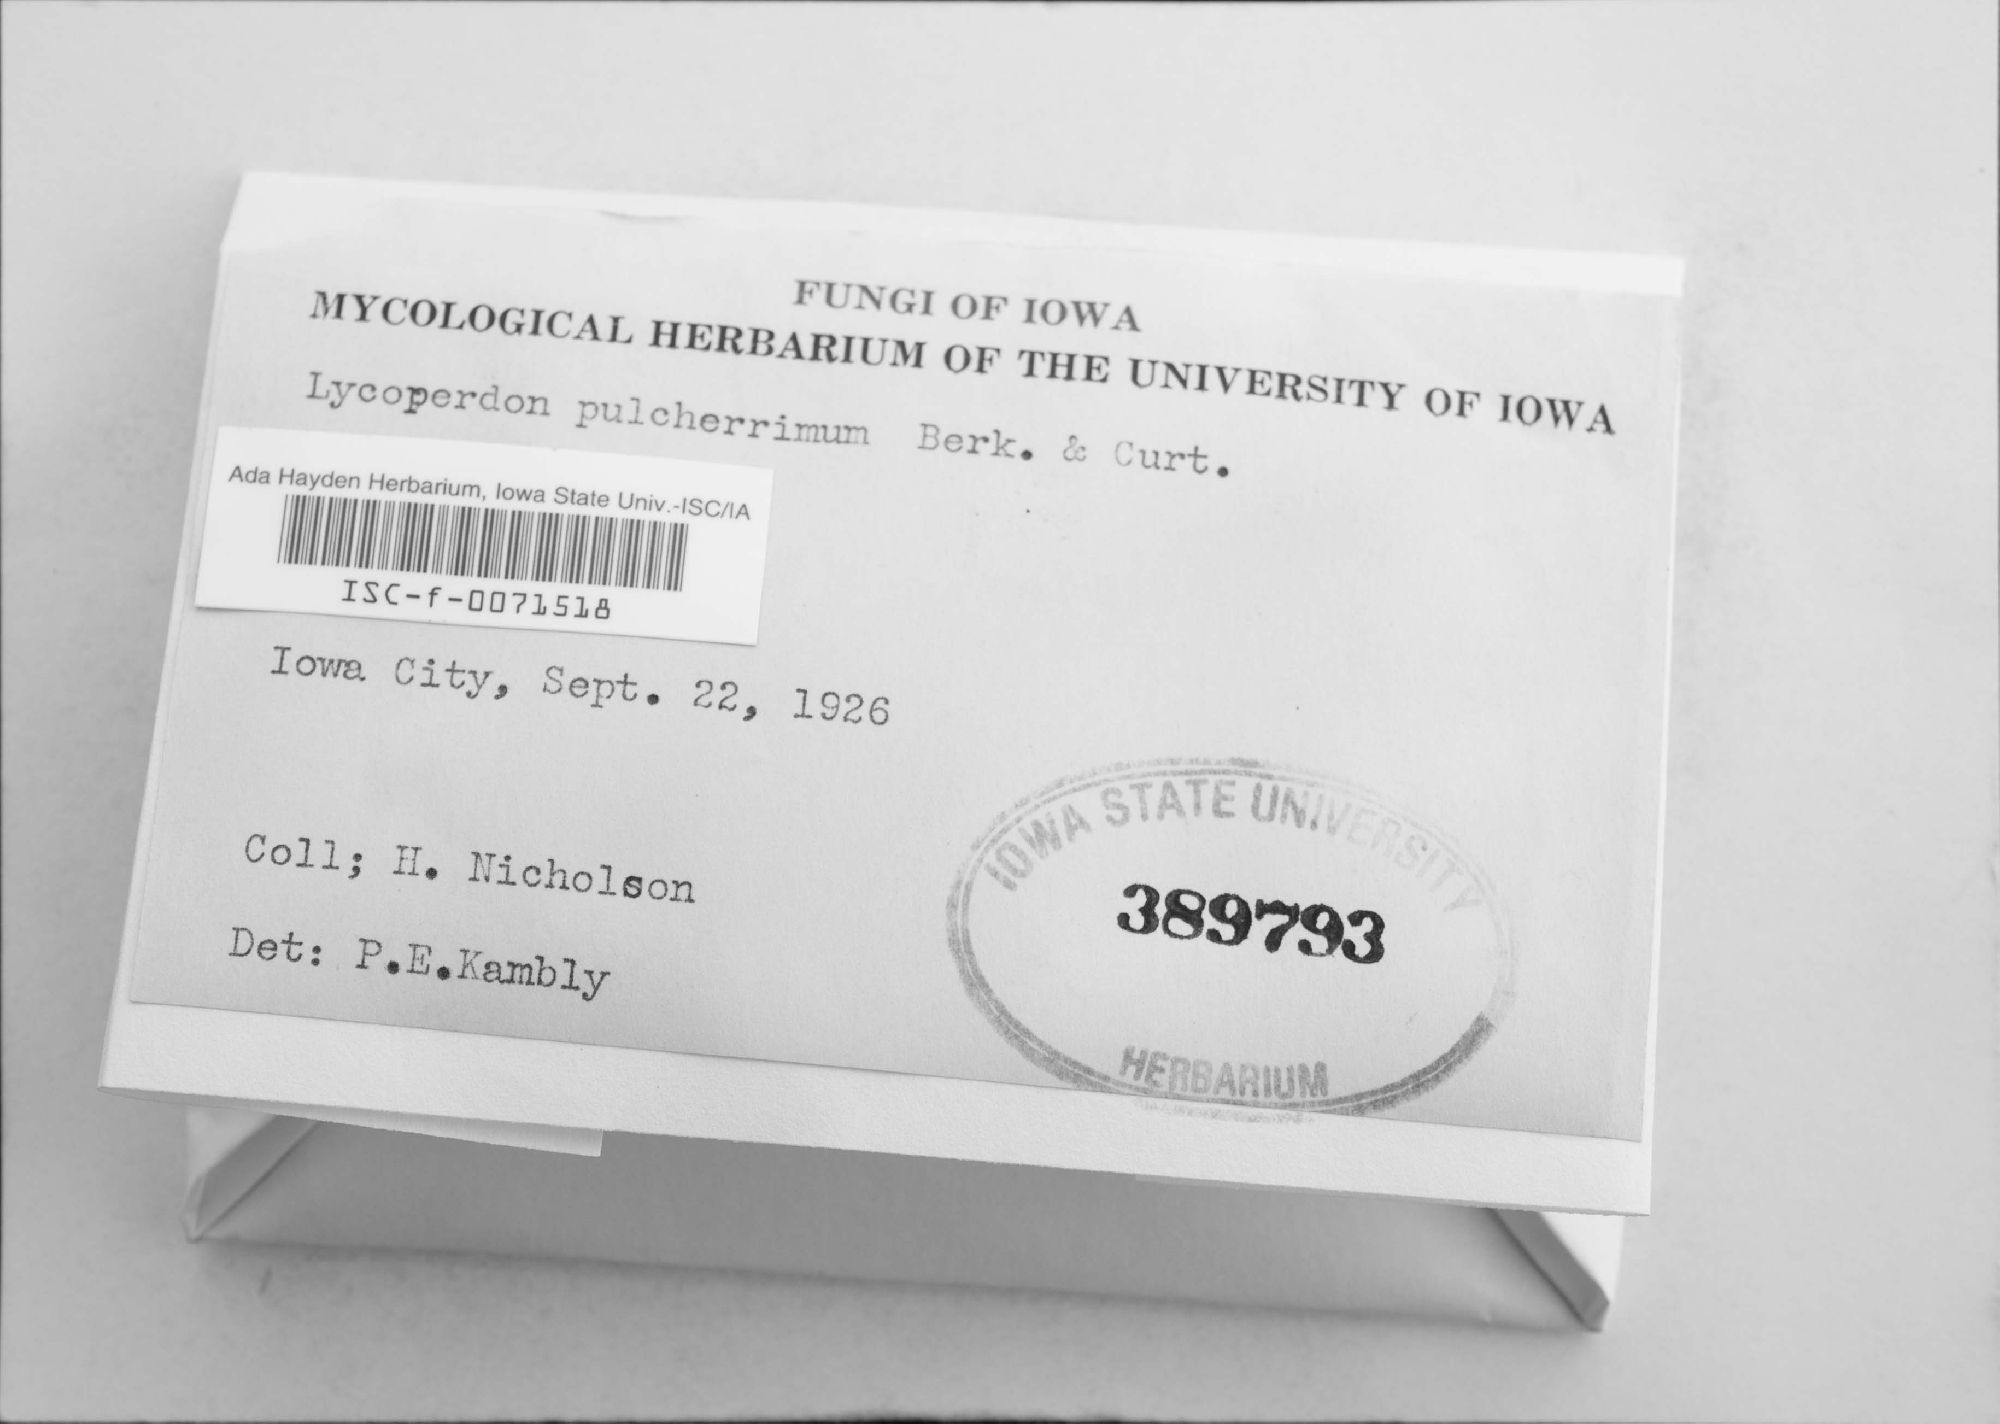 FUNGI OF IOWA
MYCOLOGICAL HERBARIUM OF THE UNIVERSITY OF IOWA
Lycoperdon pulcherrimum Berk. & Curt.
Ada Hayden Herbarium, Iowa State Univ.-ISC/IA
ISC-f-0071518
Iowa City, Sept. 22, 1926
Coll; H. Nicholson
Det: P.E.Kambly
IOWA STATE UNIVERSITY
389793
HERBARIUM